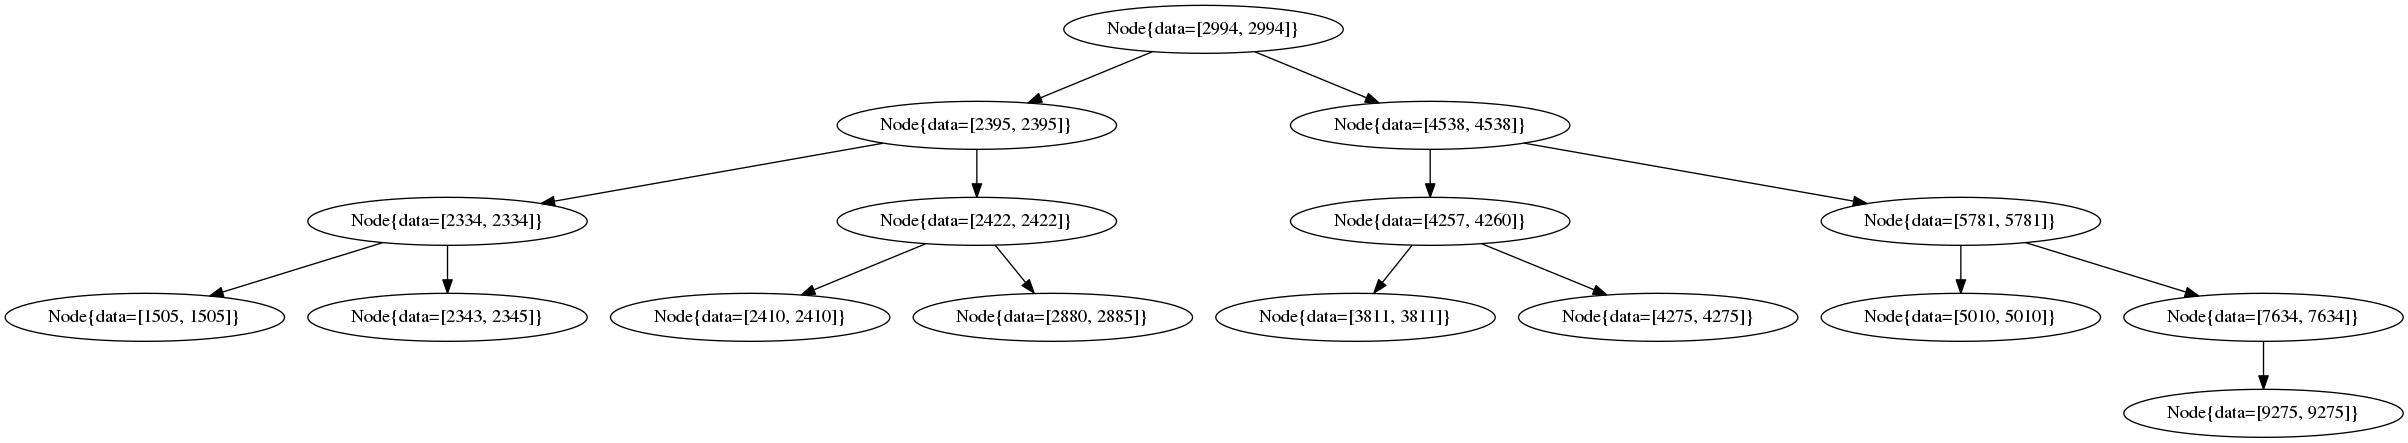 Node{data=[2994, 2994]}
Node{data=[2395, 2395]}
Node{data=[4538, 4538]}
Node{data=[2334, 2334]}
Node{data=[2422, 2422]}
Node{data=[4257, 4260]}
Node{data=[5781, 5781]}
Node{data=[1505, 1505]}
Node{data=[2343, 2345]}
Node{data=[2410, 2410]}
Node{data=[2880, 2885]}
Node{data=[3811, 3811]}
Node{data=[4275, 4275]}
Node{data=[5010, 5010]}
Node{data=[7634, 7634]}
Node{data=[9275, 9275]}